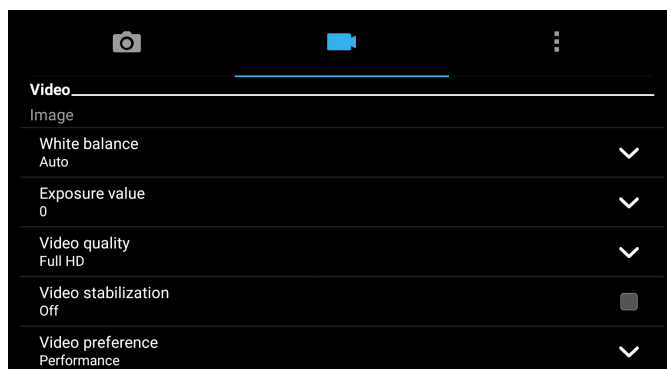 Video
Image
White balance
Auto
Exposure value
0
Video quality
Full HD
Video stabilization
Off
Video preference
Performance